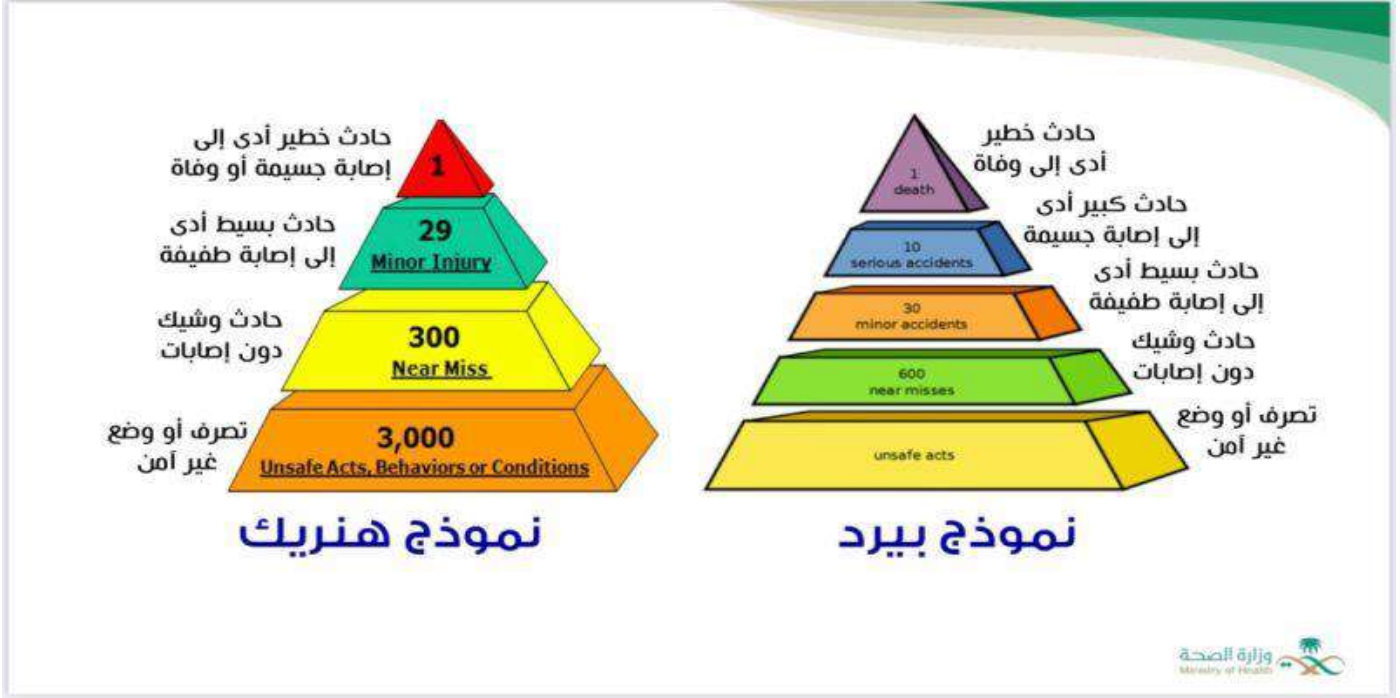 حادث خطير أدى إلى
إصابة جسيمة أو وفاة
1
حادث بسيط أدى
إلى إصابة طفيفة
29
Minor Injury
حادث وشيك
دون إصابات
300
Near Miss
تصرف أو وضع
غير آمن
3,000
Unsafe Acts, Behaviors or Conditions
نموذج هنريك
حادث خطير
أدى إلى وفاة
1
death
حادث كبير أدى
إلى إصابة جسيمة
10
serious accidents
حادث بسيط أدى
إلى إصابة طفيفة
30
minor accidents
حادث وشيك
دون إصابات
600
near misses
تصرف أو وضع
غير آمن
unsafe acts
نموذج بيرد
وزارة الصحة
Ministry of Health